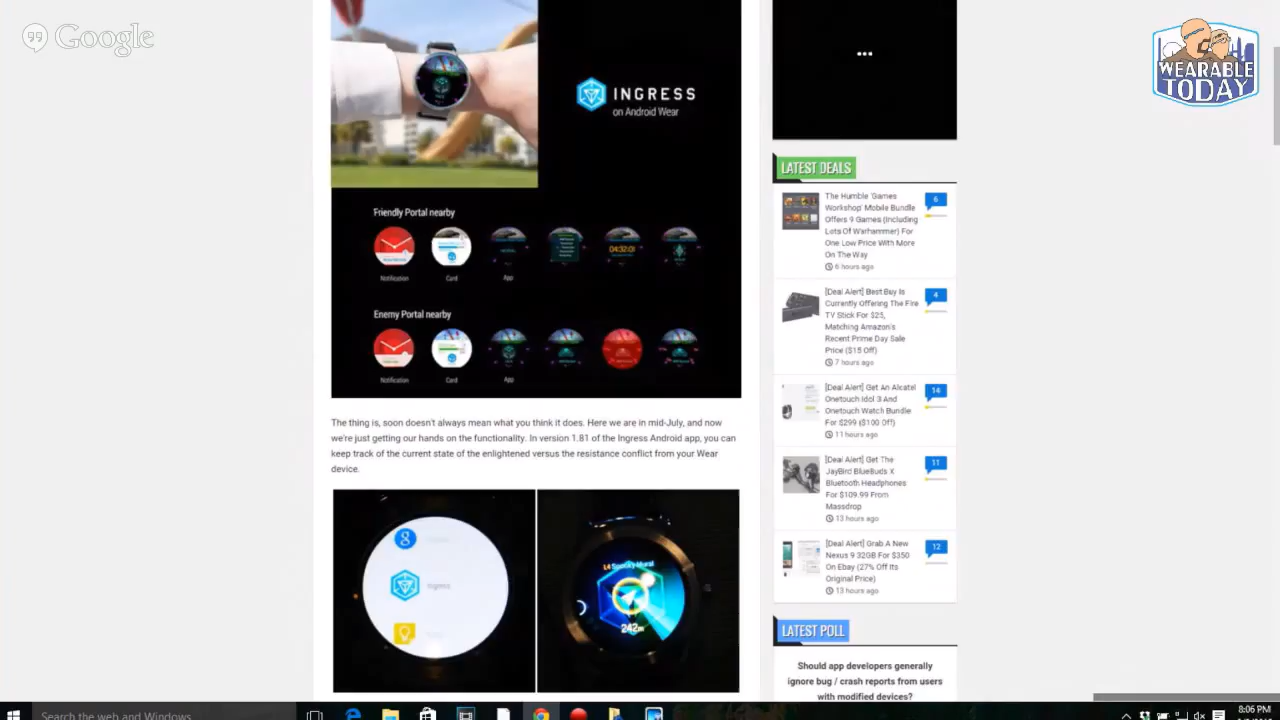 Google
WEARABLE
TODAY
INGRESS
on Android Wear
Friendly Portal nearby
04:32:01
Notification
Card
App
Enemy Portal nearby
Notification
Card
App
The thing is, soon doesn't always mean what you think it does. Here we are in mid-July, and now
we're just getting our hands on the functionality. In version 1.81 of the Ingress Android app, you can
keep track of the current state of the enlightened versus the resistance conflict from your Wear
device.
8
Ingress
242m
LATEST DEALS
The Humble 'Games
Workshop' Mobile Bundle
Offers 9 Games (Including
Lots Of Warhammer) For
One Low Price With More
On The Way
6 hours ago
6
[Deal Alert] Best Buy Is
Currently Offering The Fire
TV Stick For $25,
Matching Amazon's
Recent Prime Day Sale
Price ($15 Off)
7 hours ago
4
[Deal Alert] Get An Alcatel
Onetouch Idol 3 And
Onetouch Watch Bundle
For $299 ($100 Off!)
11 hours ago
14
[Deal Alert] Get The
JayBird BlueBuds X
Bluetooth Headphones
For $109.99 From
Massdrop
13 hours ago
11
[Deal Alert] Grab A New
Nexus 9 32GB For $350
On Ebay (27% Off Its
Original Price)
13 hours ago
12
LATEST POLL
Should app developers generally
ignore bug / crash reports from users
with modified devices?
Search the web and Windows
8:06 PM